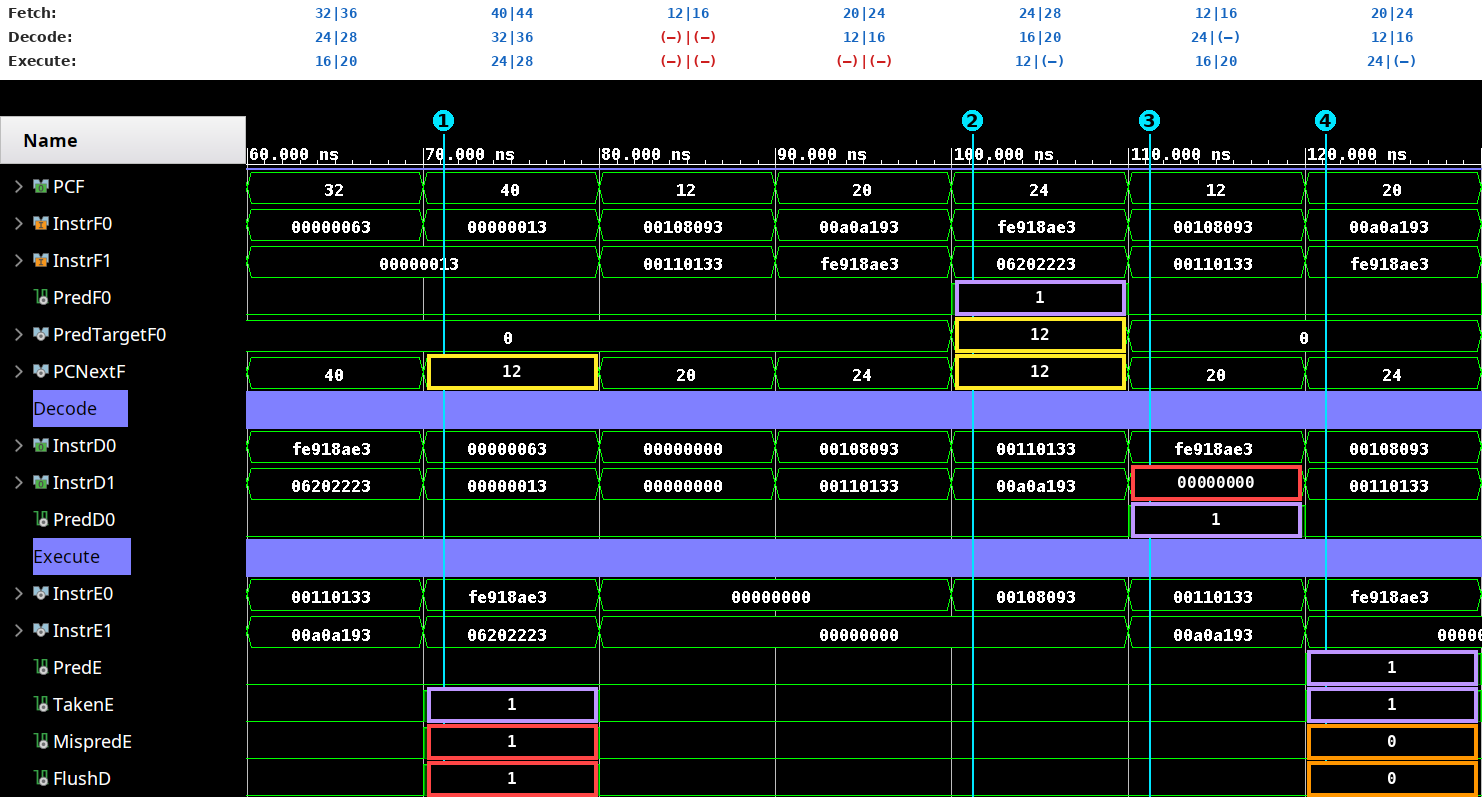 Fetch: 32|36 40|44 12|16 20|24 24|28 12|16 20|24
Decode: 24|28 32|36 (—)|(—) 12|16 16|20 24|(—) 12|16
Execute: 16|20 24|28 (—)|(—) (—)|(—) 12|(—) 16|20 24|(—)
1 2 3 4
Name
60.000 ns 70.000 ns 80.000 ns 90.000 ns 100.000 ns 110.000 ns 120.000 ns
PCF 32 40 12 20 24 12 20
InstrF0 00000063 00000013 00108093 00a0a193 fe918ae3 00108093 00a0a193
InstrF1 00000013 00110133 fe918ae3 06202223 00110133 fe918ae3
PredF0 1
PredTargetF0 0 12 0
PCNextF 40 12 20 24 12 20 24
Decode
InstrD0 fe918ae3 00000063 00000000 00108093 00110133 fe918ae3 00108093
InstrD1 06202223 00000013 00000000 00110133 00a0a193 00000000 00110133
PredD0 1
Execute
InstrE0 00110133 fe918ae3 00000000 00108093 00110133 fe918ae3
InstrE1 00a0a193 06202223 00000000 00a0a193 0000
PredE 1
TakenE 1 1
MispredE 1 0
FlushD 1 0